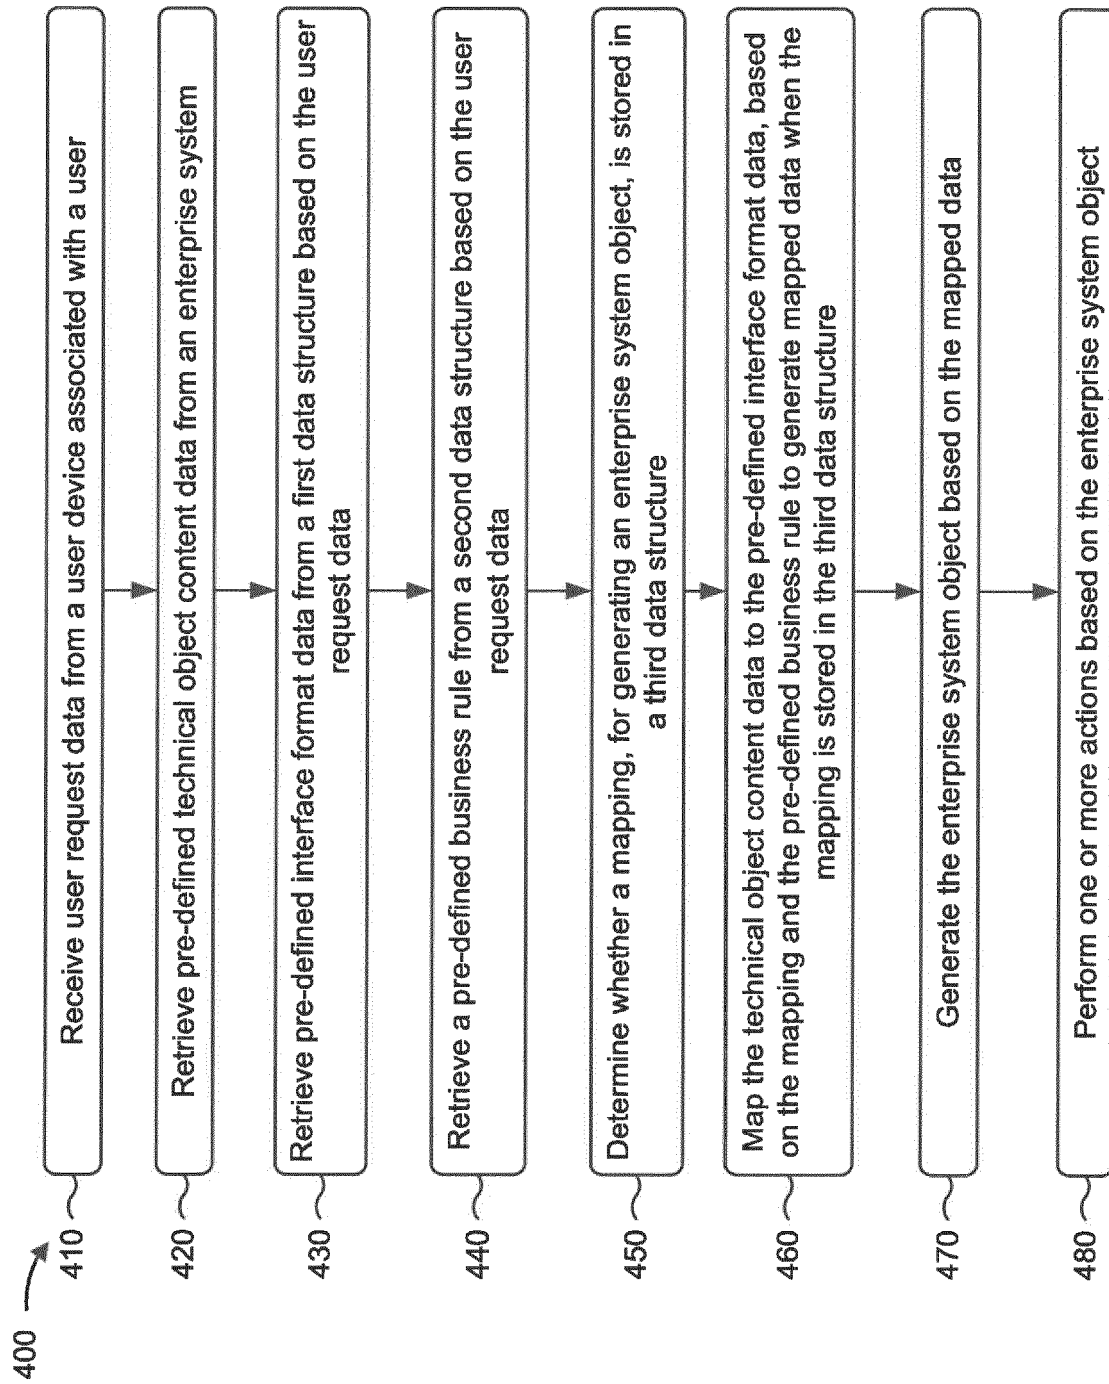 400
410
Receive user request data from a user device associated with a user
420
Retrieve pre-defined technical object content data from an enterprise system
430
Retrieve pre-defined interface format data from a first data structure based on the user
request data
440
Retrieve a pre-defined business rule from a second data structure based on the user
request data
450
Determine whether a mapping, for generating an enterprise system object, is stored in
a third data structure
460
Map the technical object content data to the pre-defined interface format data, based
on the mapping and the pre-defined business rule to generate mapped data when the
mapping is stored in the third data structure
470
Generate the enterprise system object based on the mapped data
480
Perform one or more actions based on the enterprise system object